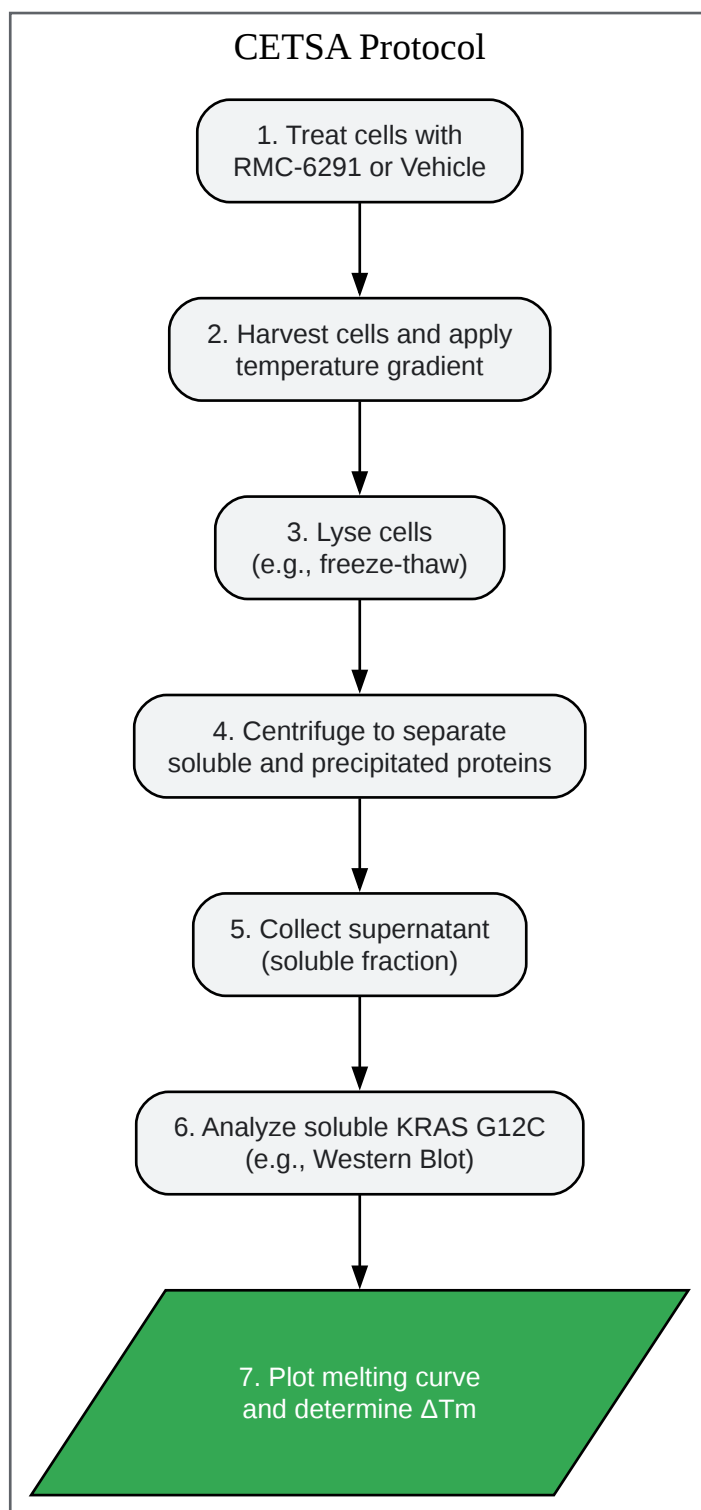 CETSA Protocol
1. Treat cells with
RMC-6291 or Vehicle
2. Harvest cells and apply
temperature gradient
3. Lyse cells
(e.g., freeze-thaw)
4. Centrifuge to separate
soluble and precipitated proteins
5. Collect supernatant
(soluble fraction)
6. Analyze soluble KRAS G12C
(e.g., Western Blot)
7. Plot melting curve
and determine ΔTm